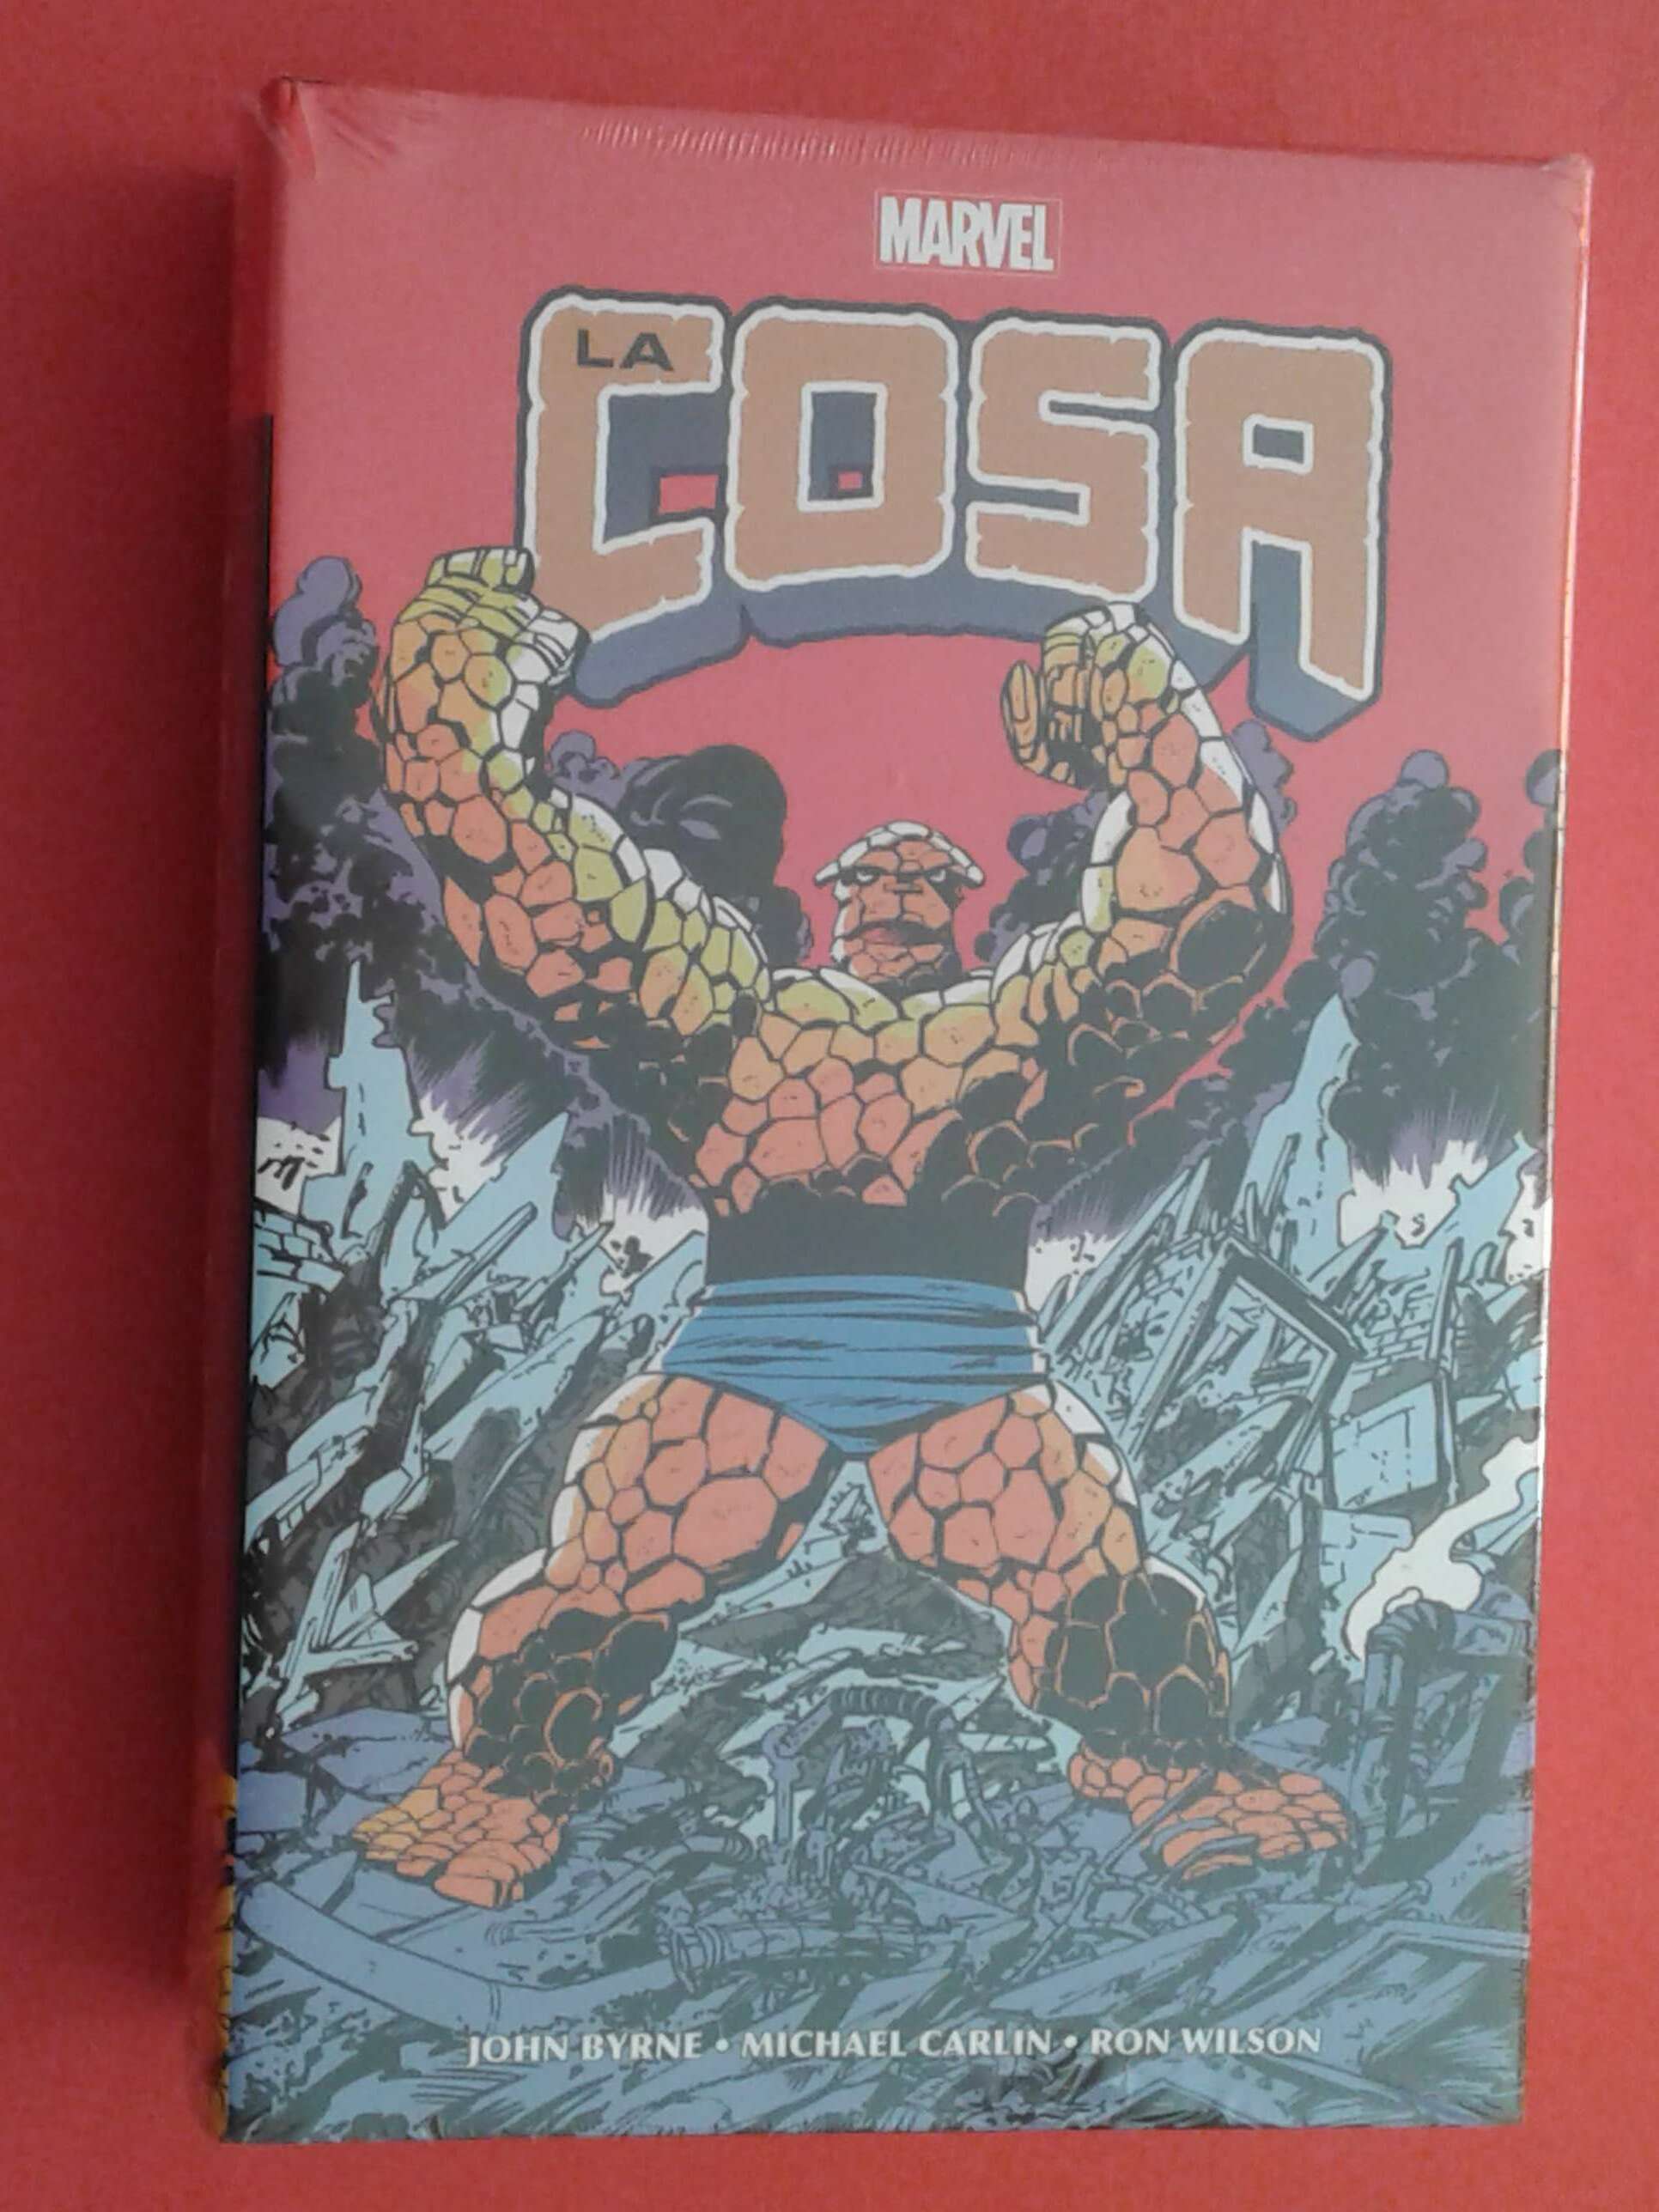 MARVEL
LA
COSA
JOHN BYRNE • MICHAEL CARLIN • RON WILSON